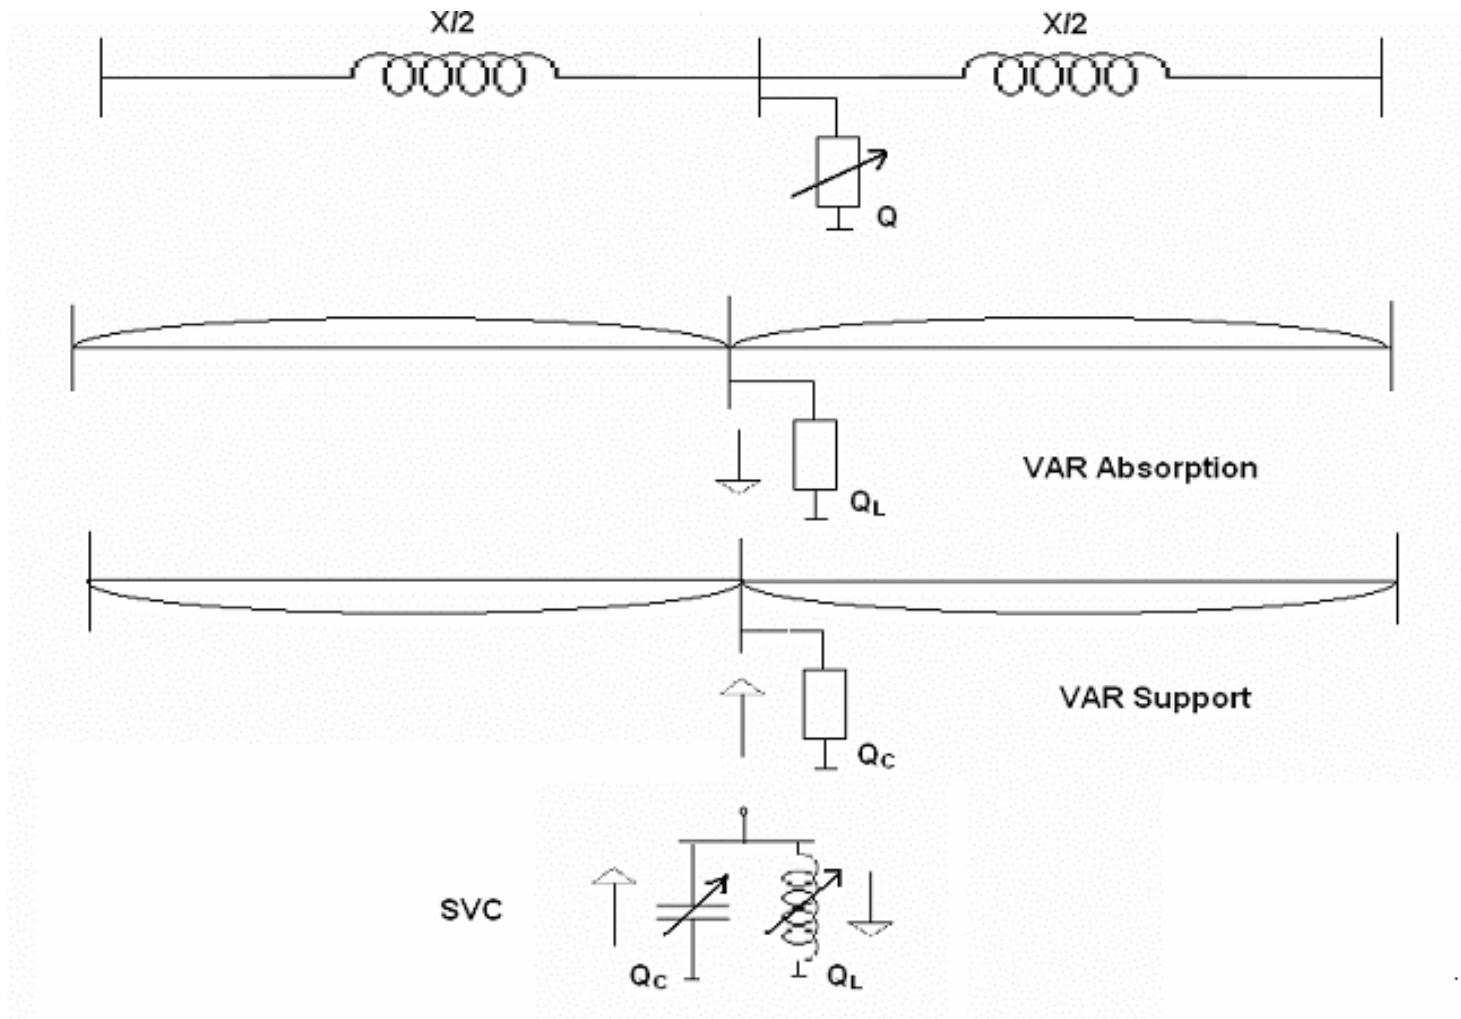 X/2 X/2
Q
VAR Absorption
QL
VAR Support
QC
SVC
QC QL